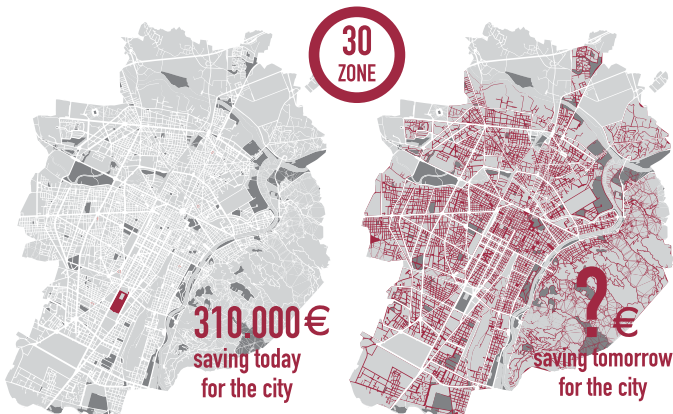 30
ZONE
310.000€
saving today
for the city
?€
saving tomorrow
for the city